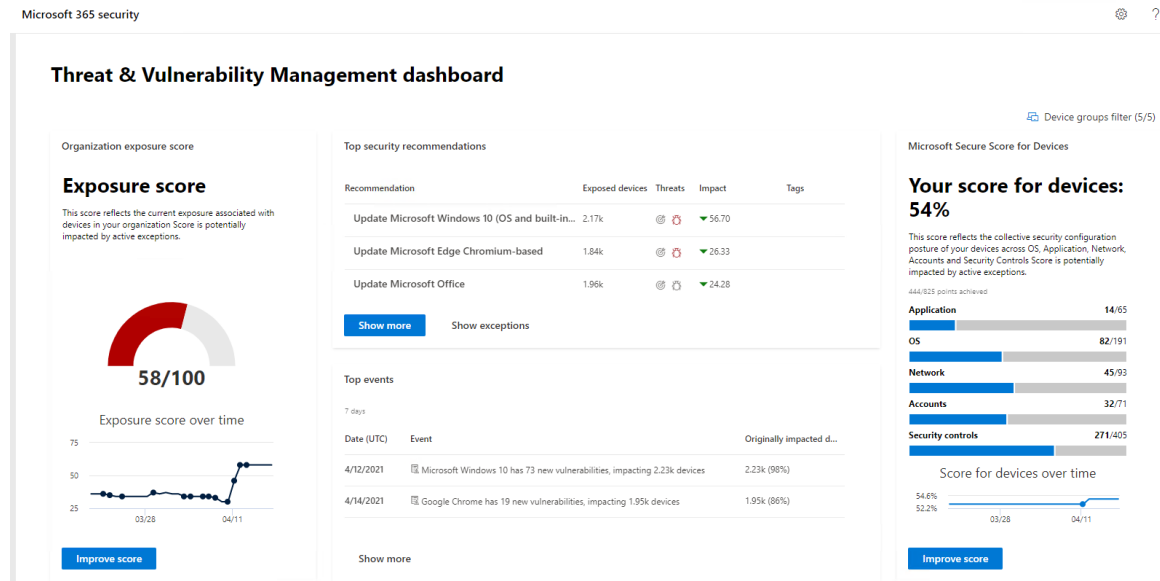 Microsoft 365 security
?
Threat & Vulnerability Management dashboard
Device groups filter (5/5)
Organization exposure score
Exposure score
This score reflects the current exposure associated with
devices in your organization Score is potentially
impacted by active exceptions.
58/100
Exposure score over time
75
50
25
03/28 04/11
Improve score
Top security recommendations
Recommendation Exposed devices Threats Impact Tags
Update Microsoft Windows 10 (OS and built-in... 2.17k 56.70
Update Microsoft Edge Chromium-based 1.84k 26.33
Update Microsoft Office 1.96k 24.28
Show more Show exceptions
Top events
7 days
Date (UTC) Event Originally impacted d...
4/12/2021 Microsoft Windows 10 has 73 new vulnerabilities, impacting 2.23k devices 2.23k (98%)
4/14/2021 Google Chrome has 19 new vulnerabilities, impacting 1.95k devices 1.95k (86%)
Show more
Microsoft Secure Score for Devices
Your score for devices:
54%
This score reflects the collective security configuration
posture of your devices across OS, Application, Network,
Accounts and Security Controls Score is potentially
impacted by active exceptions.
444/825 points achieved
Application 14/65
OS 82/191
Network 45/93
Accounts 32/71
Security controls 271/405
Score for devices over time
54.6%
52.2%
03/28 04/11
Improve score